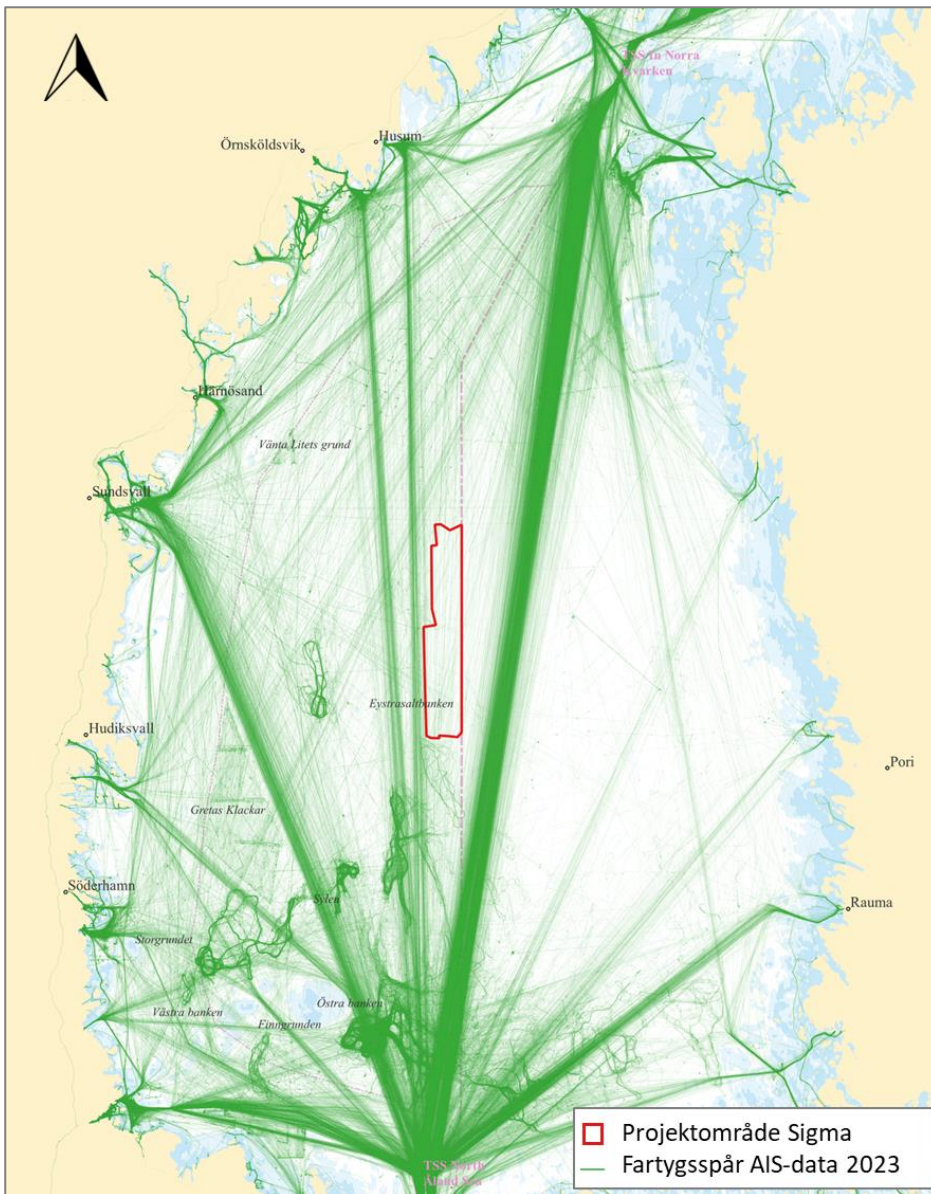 TSS In Norra
Kvarken
Husum
Örnsköldsvik
Härnösand
Vänta Litets grund
Sundsvall
Eystrasaltbanken
Hudiksvall
Pori
Gretas Klackar
Söderhamn
Sylen
Rauma
Storgrundet
Östra banken
Västra banken
Finngrunden
TSS North
Åland Sea
Projektområde Sigma
Fartygsspår AIS-data 2023